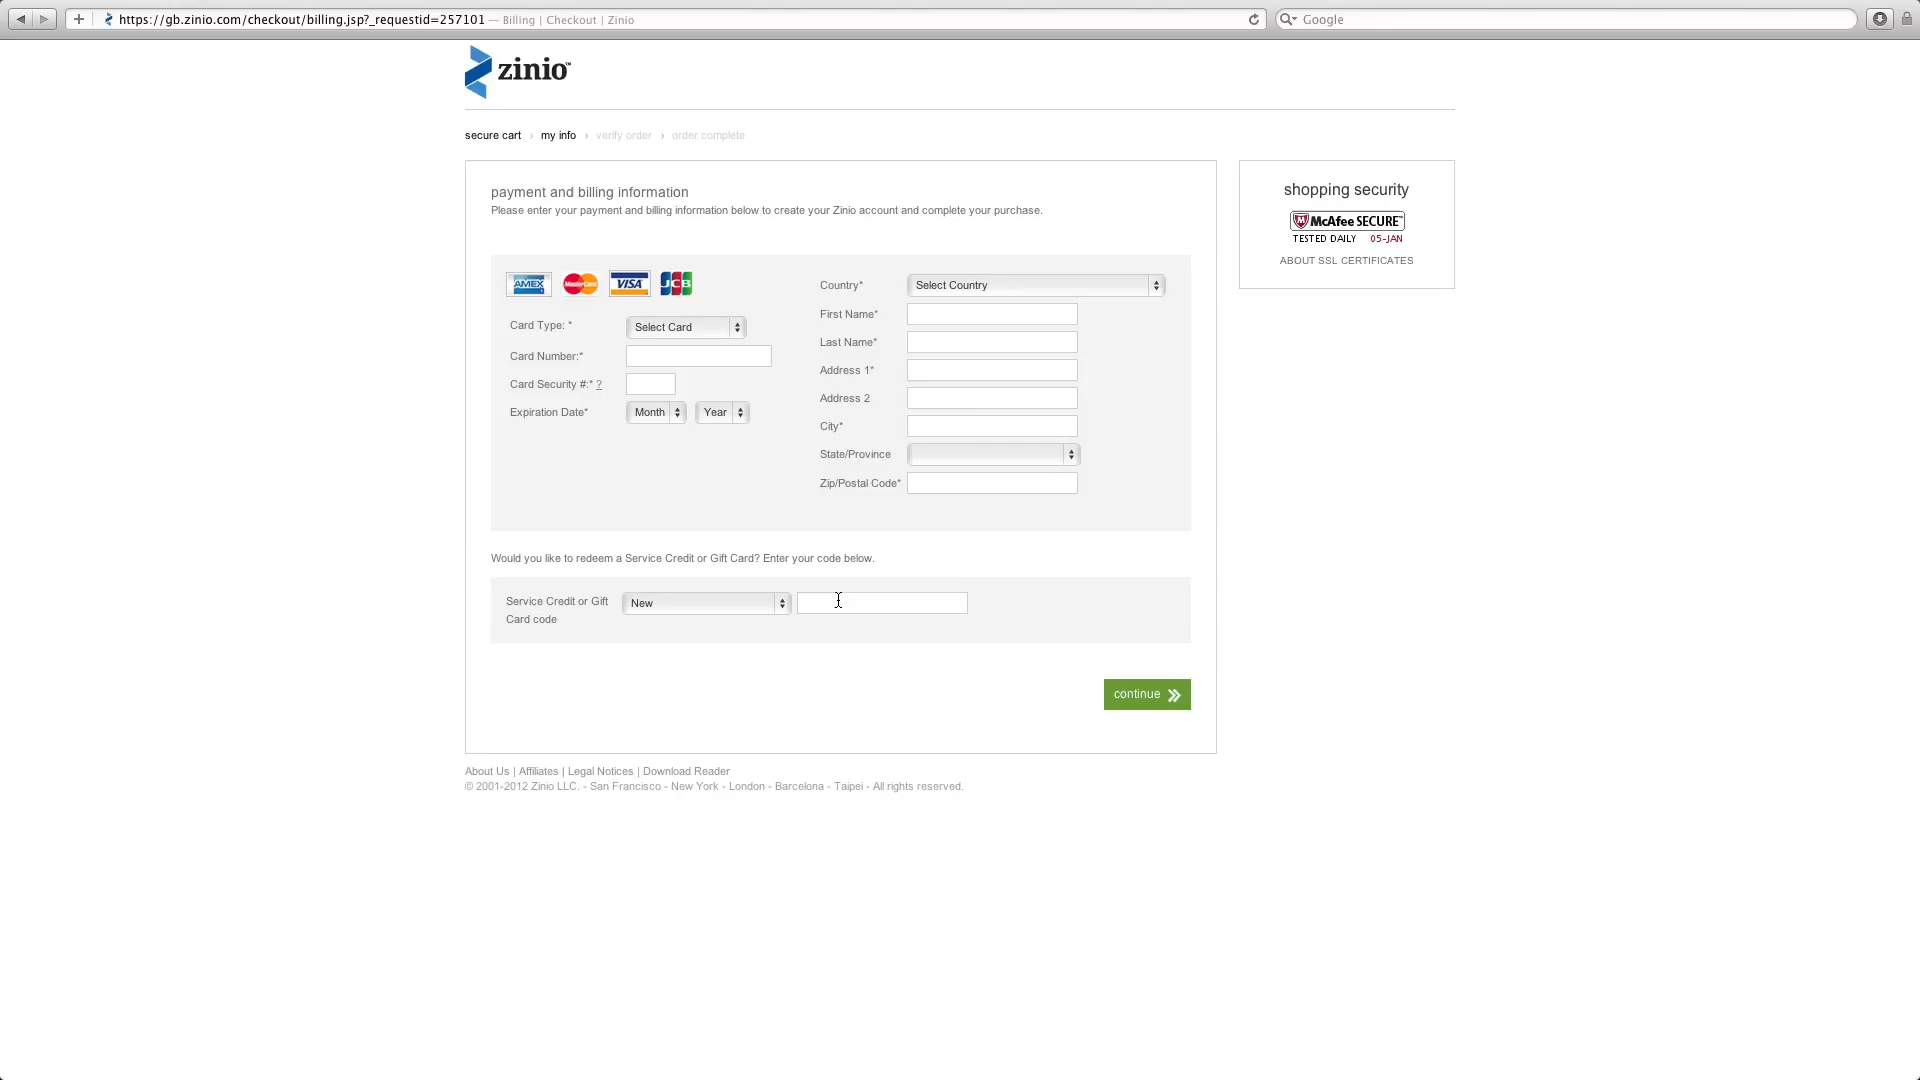 https://gb.zinio.com/checkout/billing.jsp?_requestid=257101 — Billing | Checkout | Zinio
Google
zinio™
secure cart › my info › verify order › order complete
payment and billing information
Please enter your payment and billing information below to create your Zinio account and complete your purchase.
AMEX MasterCard VISA JCB
Card Type: * Select Card
Card Number:*
Card Security #:* ?
Expiration Date* Month Year
Country* Select Country
First Name*
Last Name*
Address 1*
Address 2
City*
State/Province
Zip/Postal Code*
Would you like to redeem a Service Credit or Gift Card? Enter your code below.
Service Credit or Gift
Card code
New
continue
shopping security
McAfee SECURE™
TESTED DAILY 05-JAN
ABOUT SSL CERTIFICATES
About Us | Affiliates | Legal Notices | Download Reader
© 2001-2012 Zinio LLC. - San Francisco - New York - London - Barcelona - Taipei - All rights reserved.